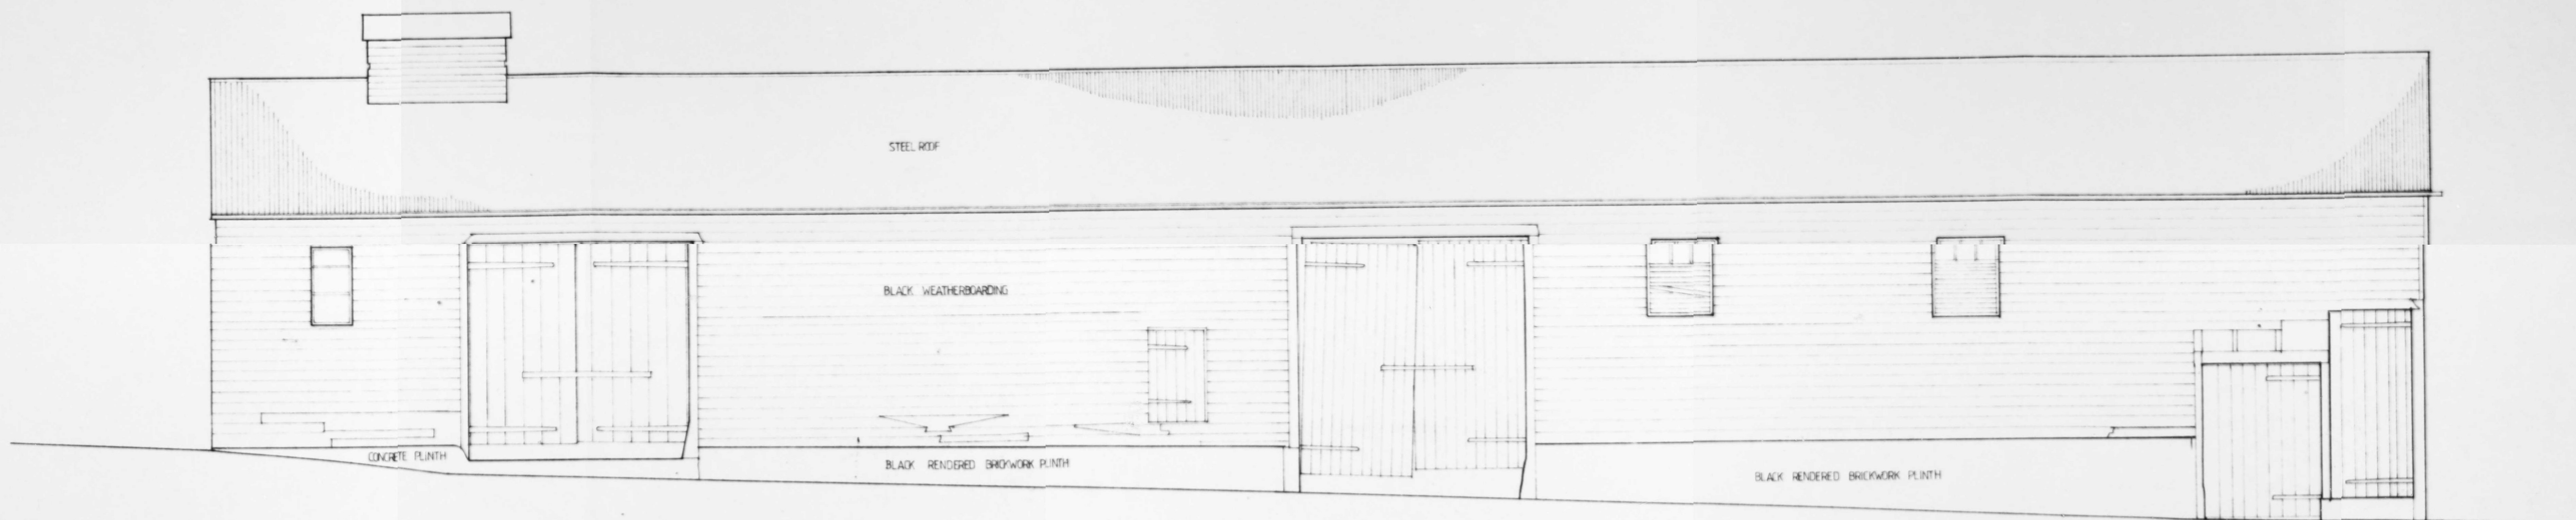 STEEL ROOF
BLACK WEATHERBOARDING
CONCRETE PLINTH
BLACK RENDERED BRICKWORK PLINTH
BLACK RENDERED BRICKWORK PLINTH